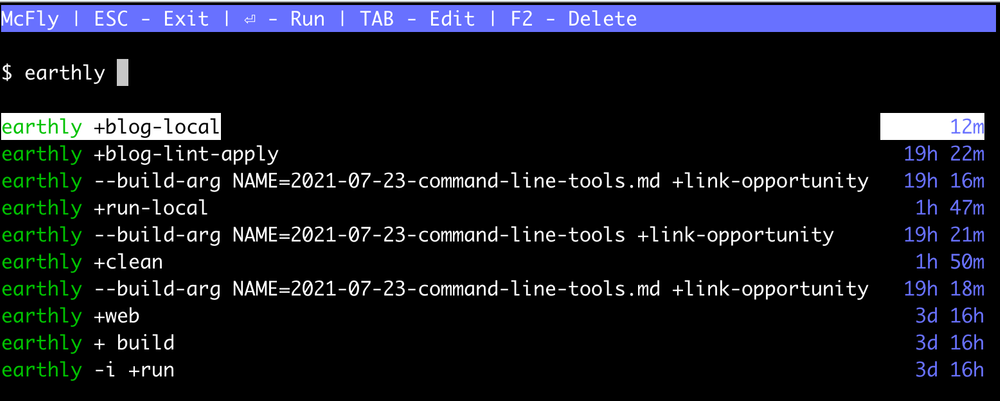 McFly | ESC - Exit | ⏎ - Run | TAB - Edit | F2 - Delete
$ earthly
earthly +blog-local 12m
earthly +blog-lint-apply 19h 22m
earthly --build-arg NAME=2021-07-23-command-line-tools.md +link-opportunity 19h 16m
earthly +run-local 1h 47m
earthly --build-arg NAME=2021-07-23-command-line-tools +link-opportunity 19h 21m
earthly +clean 1h 50m
earthly --build-arg NAME=2021-07-23-command-line-tools.md +link-opportunity 19h 18m
earthly +web 3d 16h
earthly + build 3d 16h
earthly -i +run 3d 16h